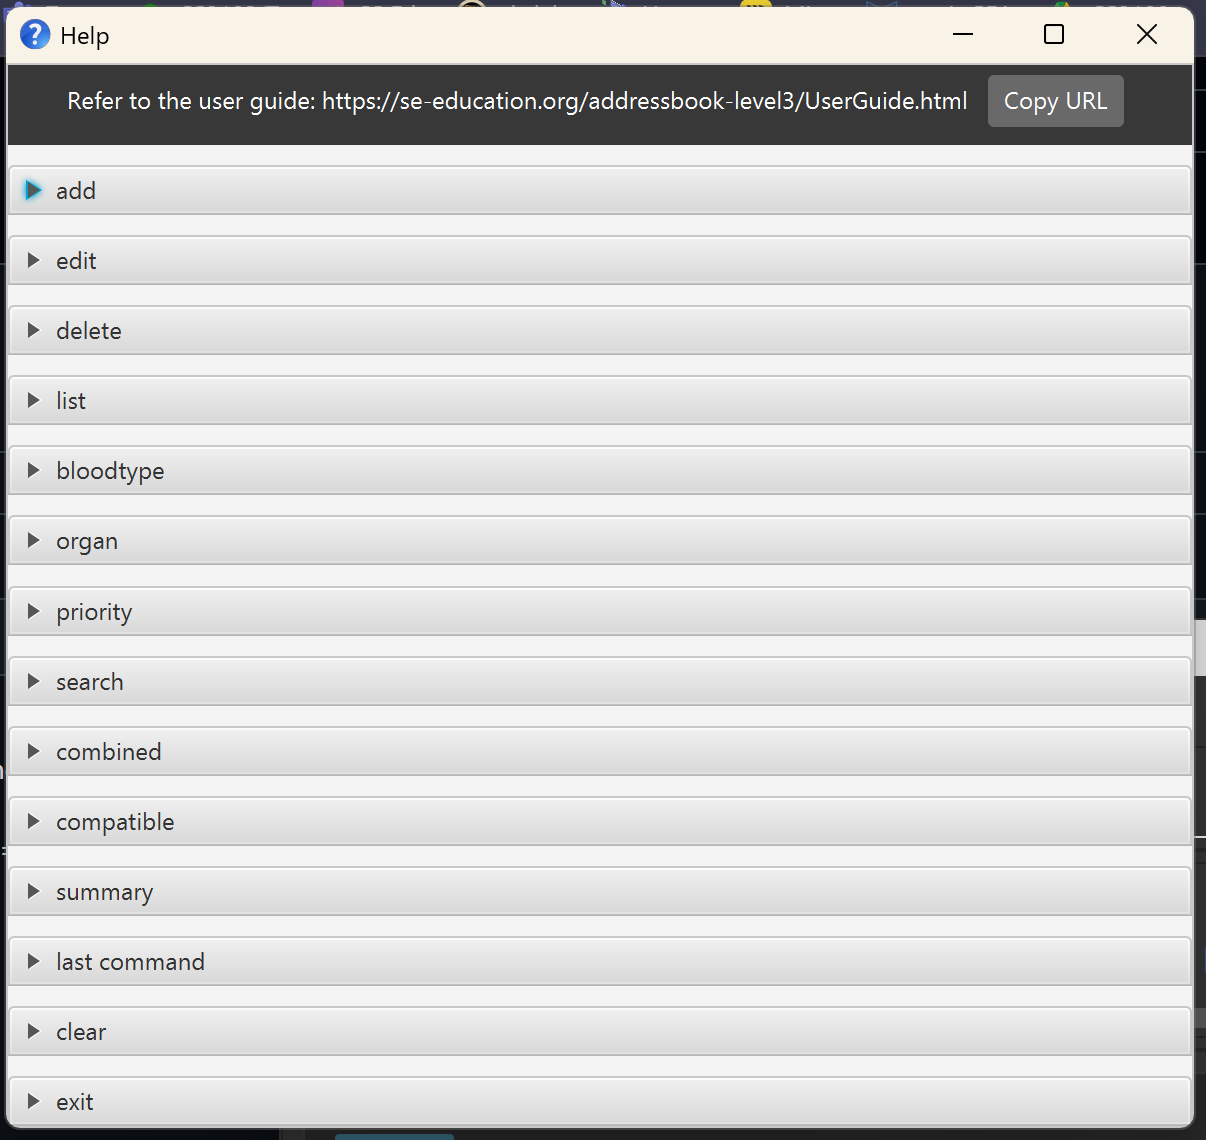 Help
Refer to the user guide: https://se-education.org/addressbook-level3/UserGuide.html Copy URL
add
edit
delete
list
bloodtype
organ
priority
search
combined
compatible
summary
last command
clear
exit